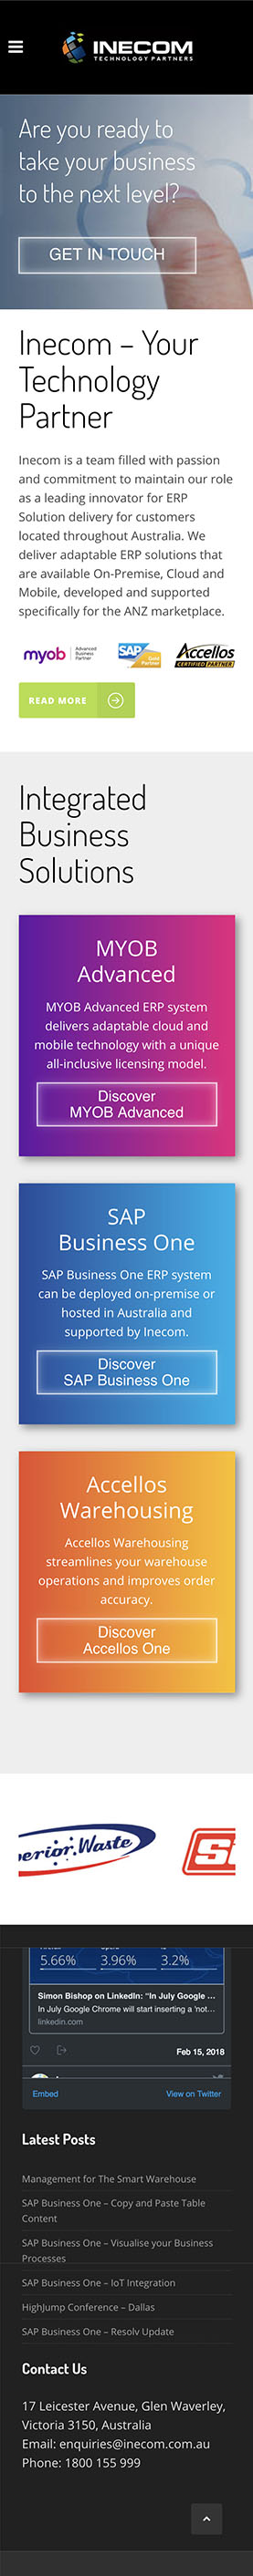 INECOM
TECHNOLOGY PARTNERS
Are you ready to
take your business
to the next level?
GET IN TOUCH
Inecom – Your
Technology
Partner
Inecom is a team filled with passion
and commitment to maintain our role
as a leading innovator for ERP
Solution delivery for customers
located throughout Australia. We
deliver adaptable ERP solutions that
are available On-Premise, Cloud and
Mobile, developed and supported
specifically for the ANZ marketplace.
myob Advanced Business Partner
SAP Gold Partner
Accellos CERTIFIED PARTNER
READ MORE
Integrated
Business
Solutions
MYOB
Advanced
MYOB Advanced ERP system
delivers adaptable cloud and
mobile technology with a unique
all-inclusive licensing model.
Discover
MYOB Advanced
SAP
Business One
SAP Business One ERP system
can be deployed on-premise or
hosted in Australia and
supported by Inecom.
Discover
SAP Business One
Accellos
Warehousing
Accellos Warehousing
streamlines your warehouse
operations and improves order
accuracy.
Discover
Accellos One
erior Waste
5.66% 3.96% 3.2%
Simon Bishop on LinkedIn: “In July Google ...
In July Google Chrome will start inserting a 'not...
linkedin.com
Feb 15, 2018
Embed View on Twitter
Latest Posts
Management for The Smart Warehouse
SAP Business One – Copy and Paste Table
Content
SAP Business One – Visualise your Business
Processes
SAP Business One – IoT Integration
HighJump Conference – Dallas
SAP Business One – Resolv Update
Contact Us
17 Leicester Avenue, Glen Waverley,
Victoria 3150, Australia
Email: enquiries@inecom.com.au
Phone: 1800 155 999